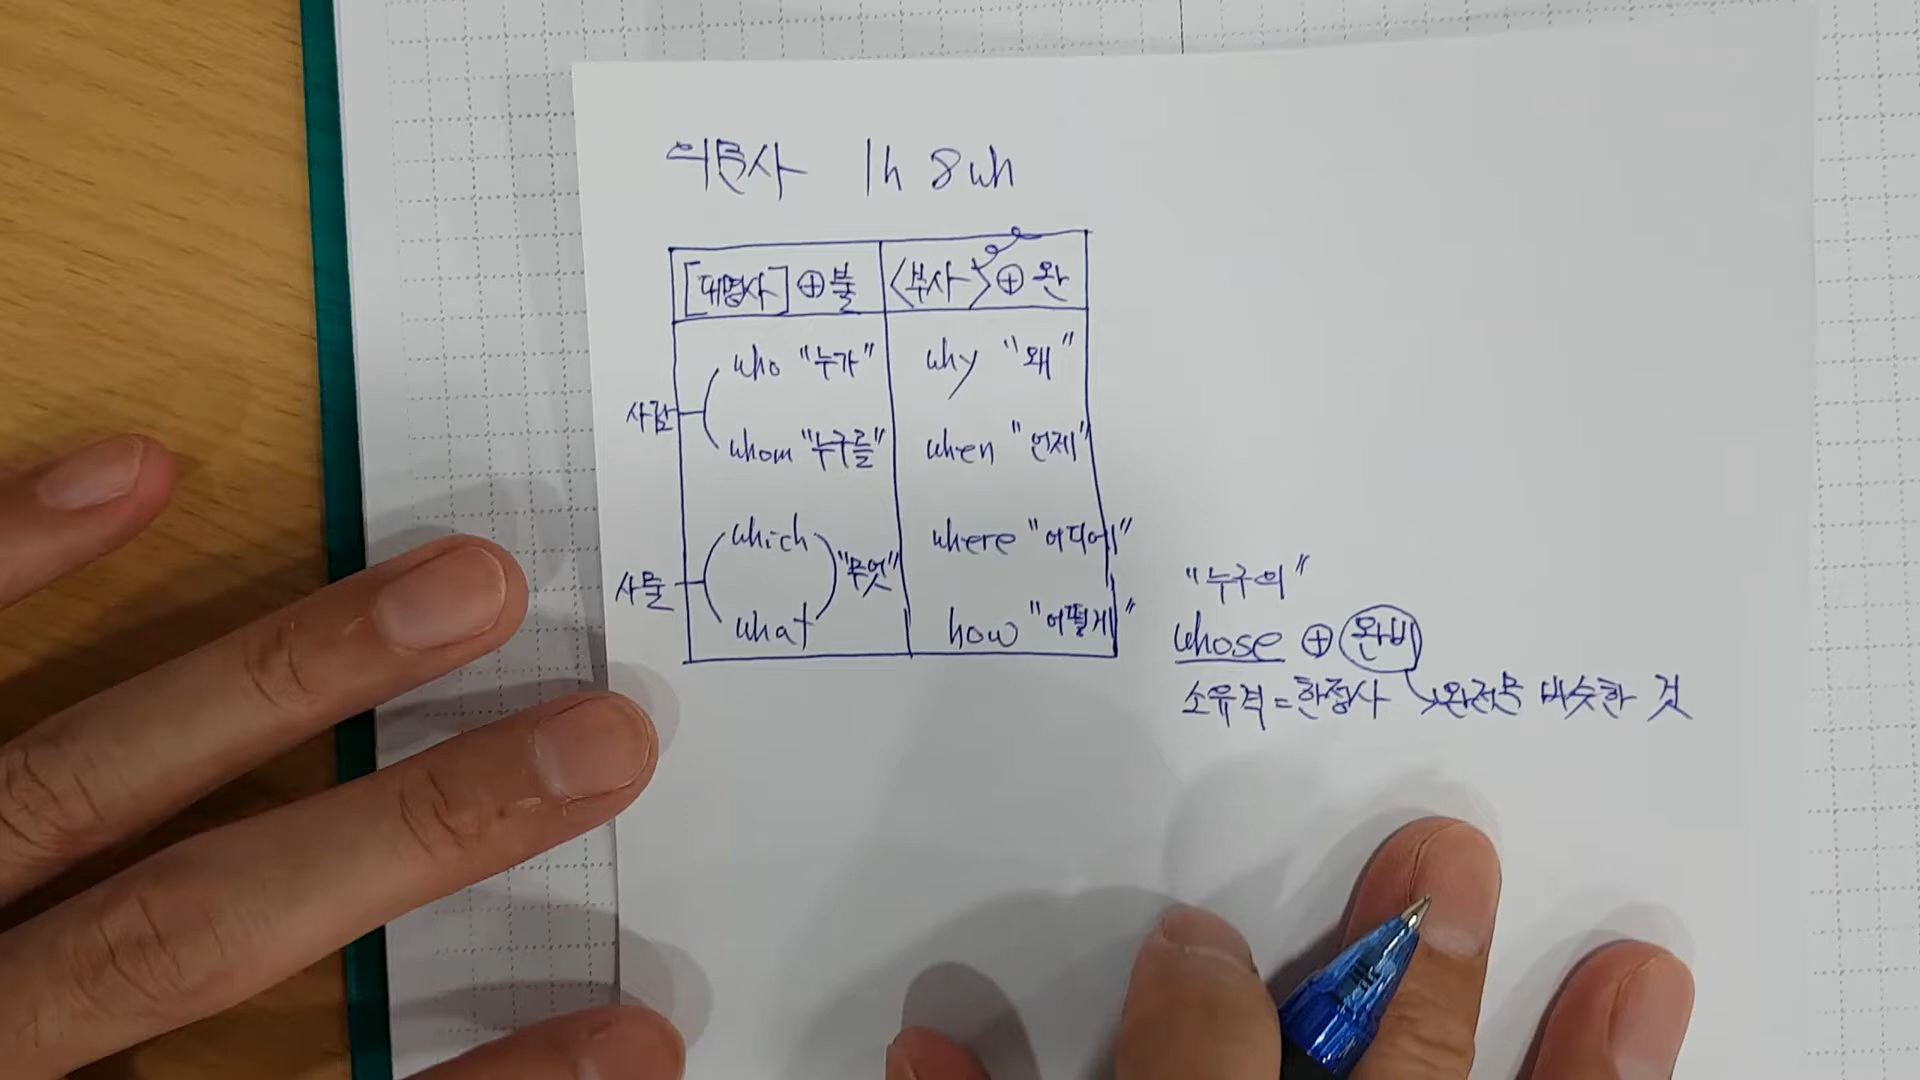 의문사 1h 8wh
[대명사]⊕불 <부사>⊕완
who "누가" why "왜"
사람
whom "누구를" when "언제"
which where "어디에"
사물 "무엇"
what how "어떻게"
"누구의"
whose ⊕ 완비
소유격=한정사 완전문 비슷한 것